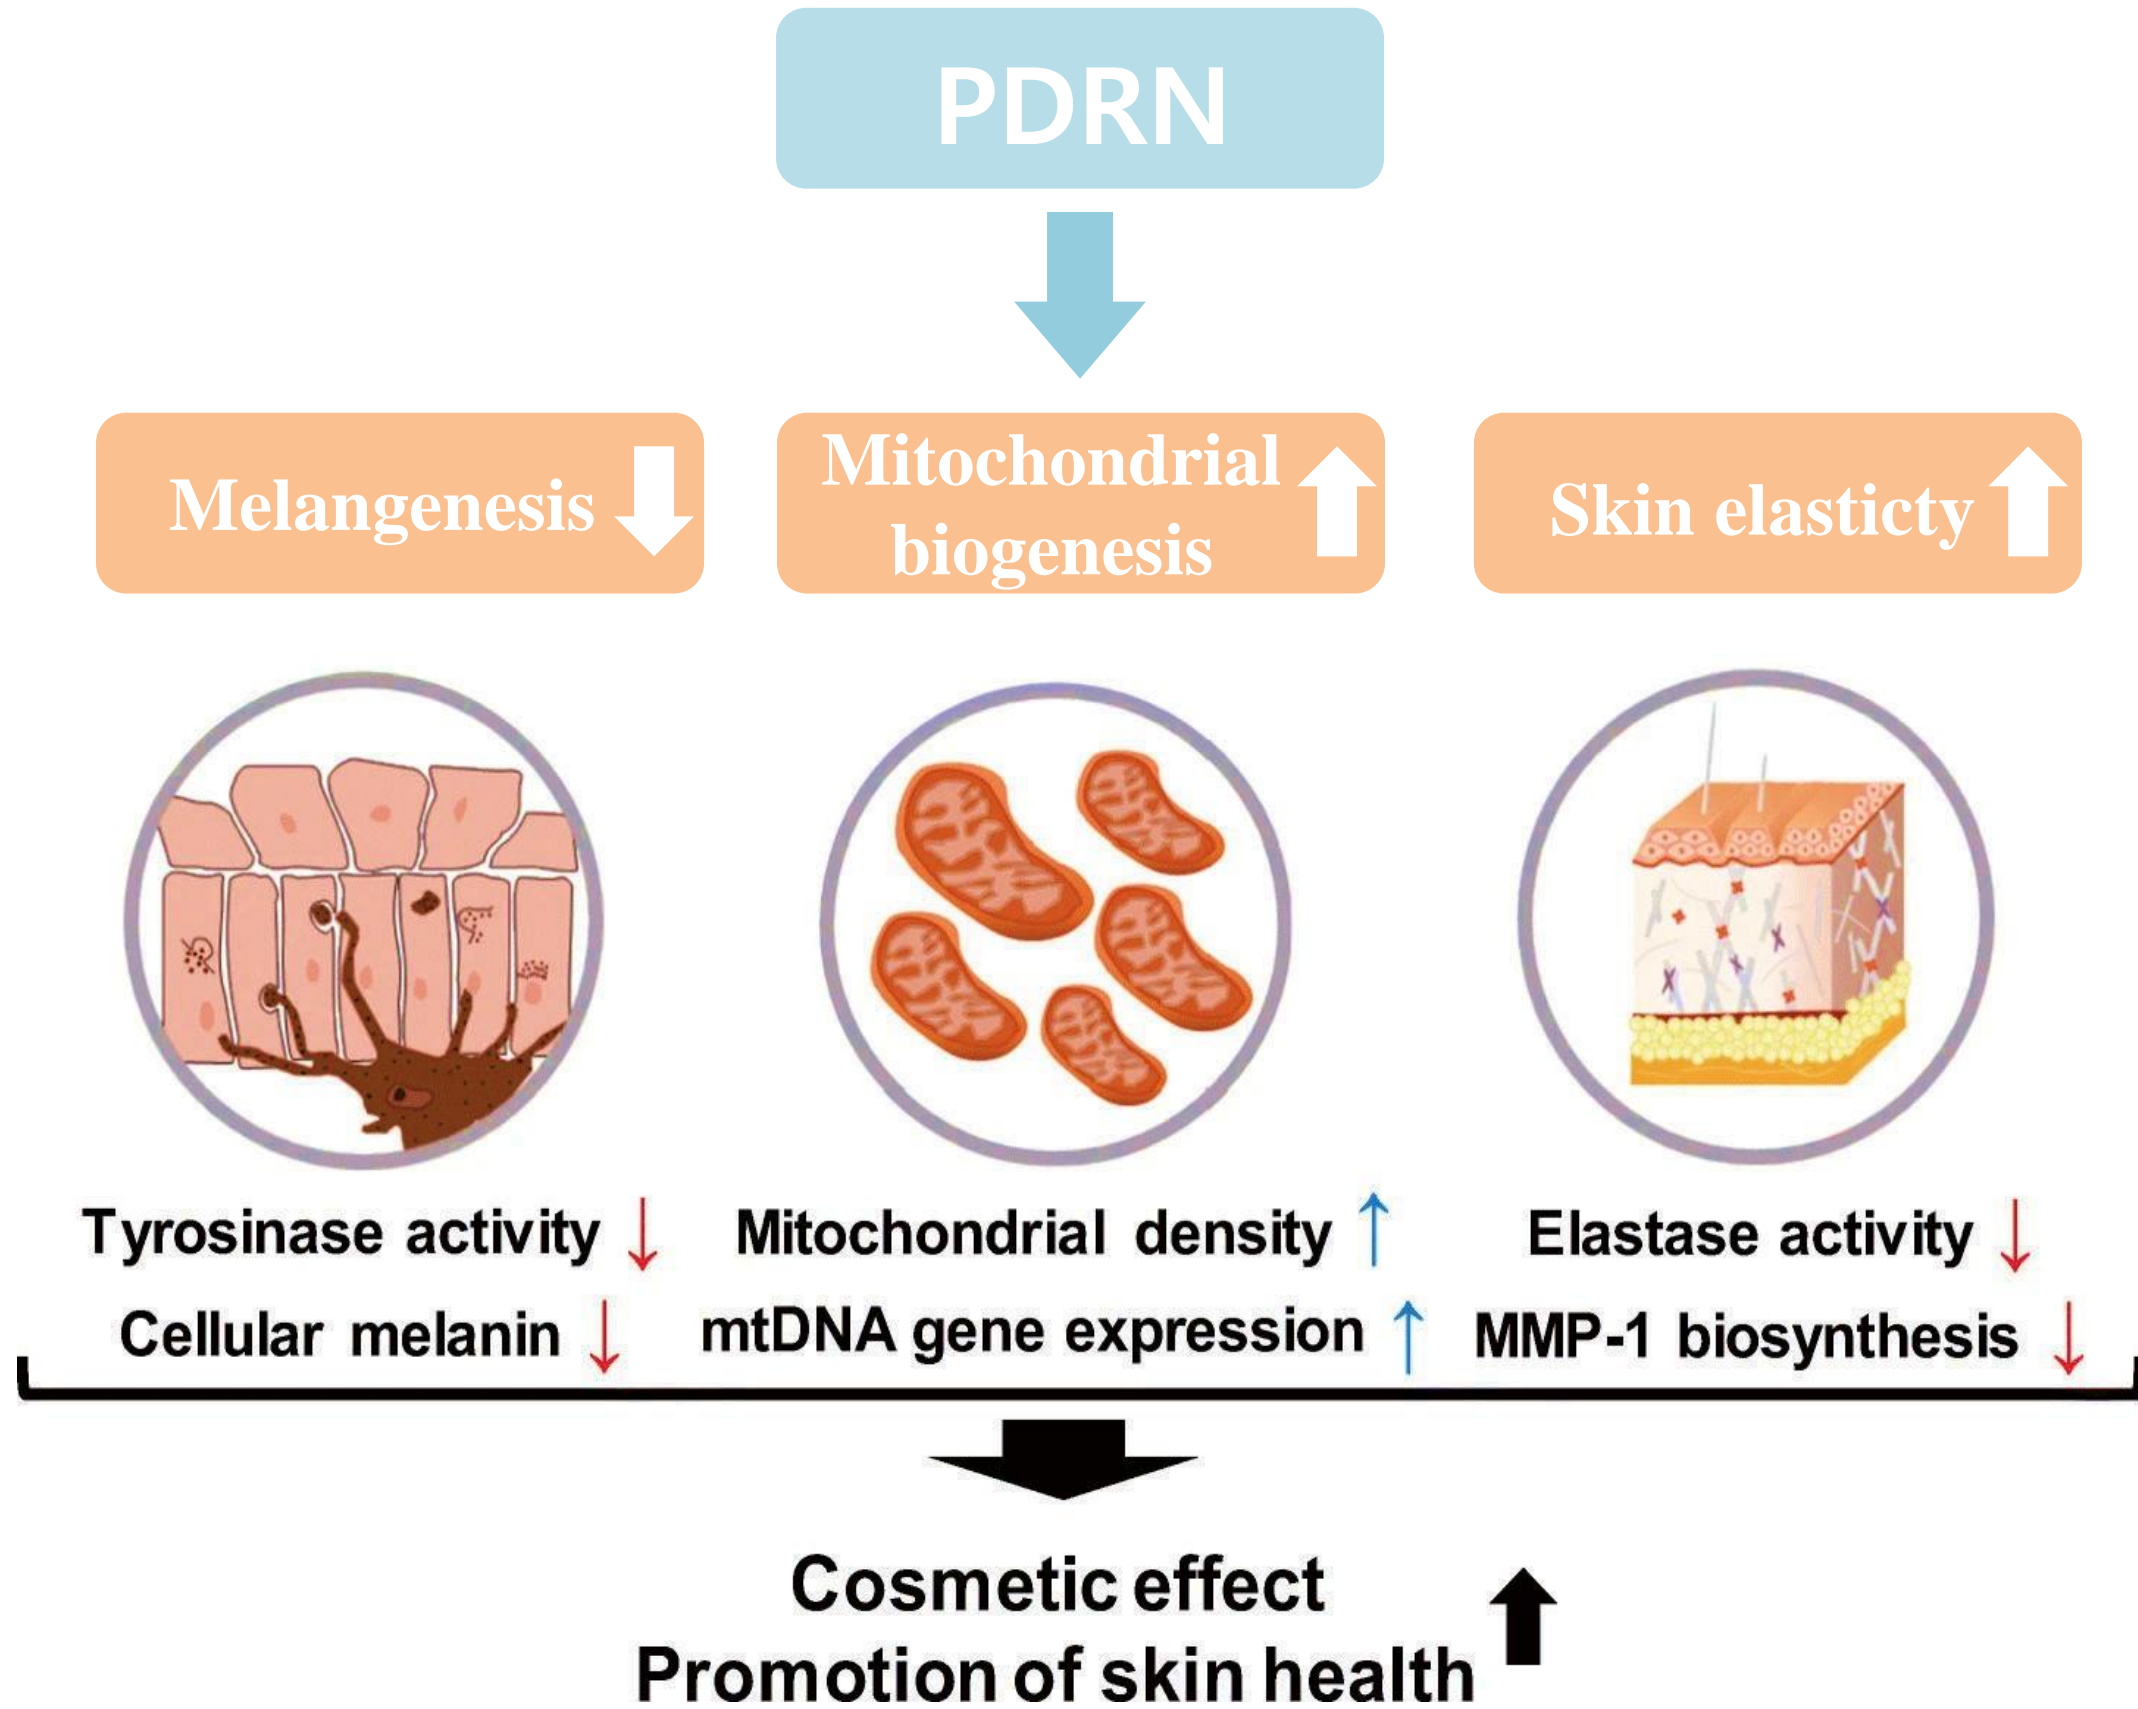 PDRN
Melangenesis
Mitochondrial
biogenesis
Skin elasticty
Tyrosinase activity ↓
Mitochondrial density ↑
Elastase activity ↓
Cellular melanin ↓
mtDNA gene expression ↑
MMP-1 biosynthesis ↓
Cosmetic effect
Promotion of skin health